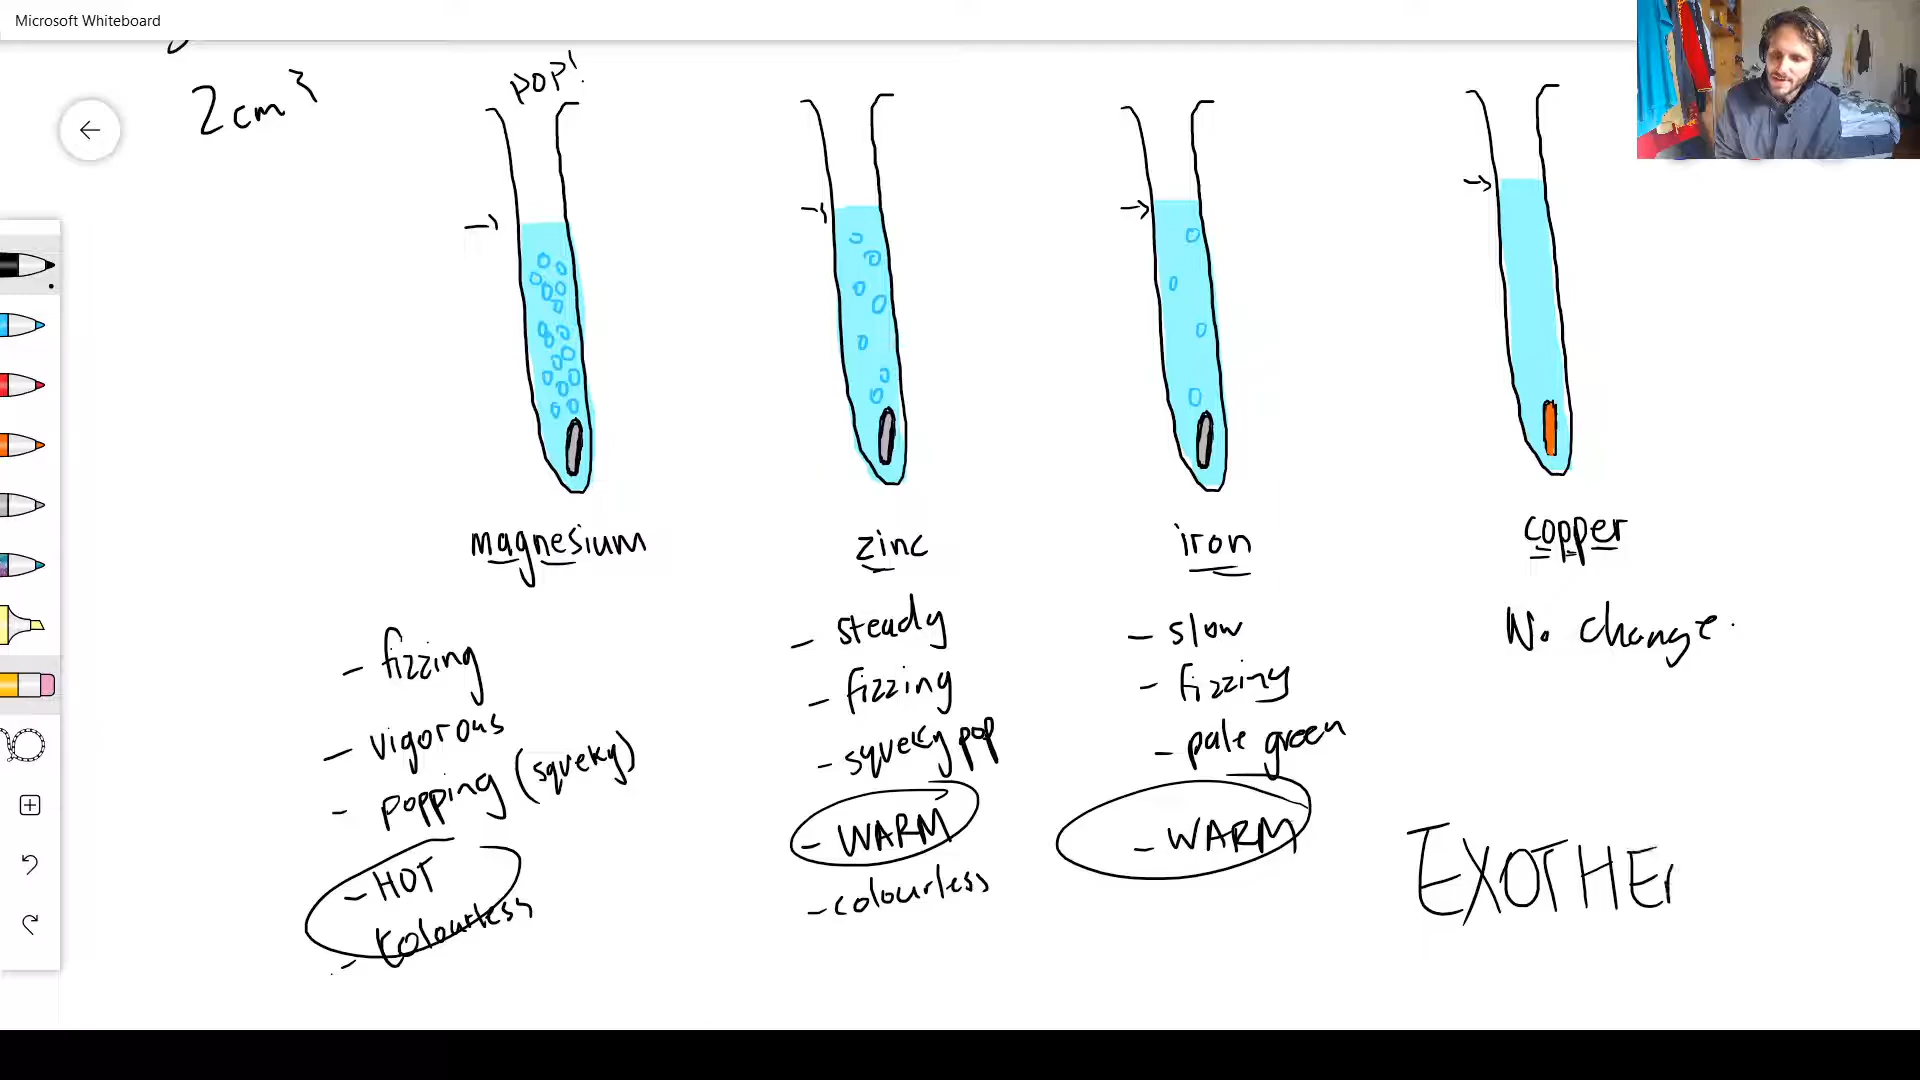 Microsoft Whiteboard
2cm³
POP!
magnesium
zinc
iron
copper
- fizzing
- vigorous
- popping (squeky)
- HOT
- colourless
- steady
- fizzing
- squeky pop
- WARM
- colourless
- slow
- fizzing
- pale green
- WARM
No change.
EXOTHER